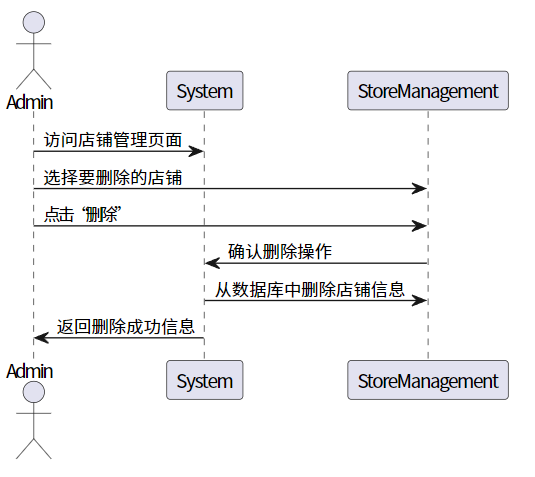 Admin
System
StoreManagement
访问店铺管理页面
选择要删除的店铺
点击“删除”
确认删除操作
从数据库中删除店铺信息
返回删除成功信息
Admin
System
StoreManagement